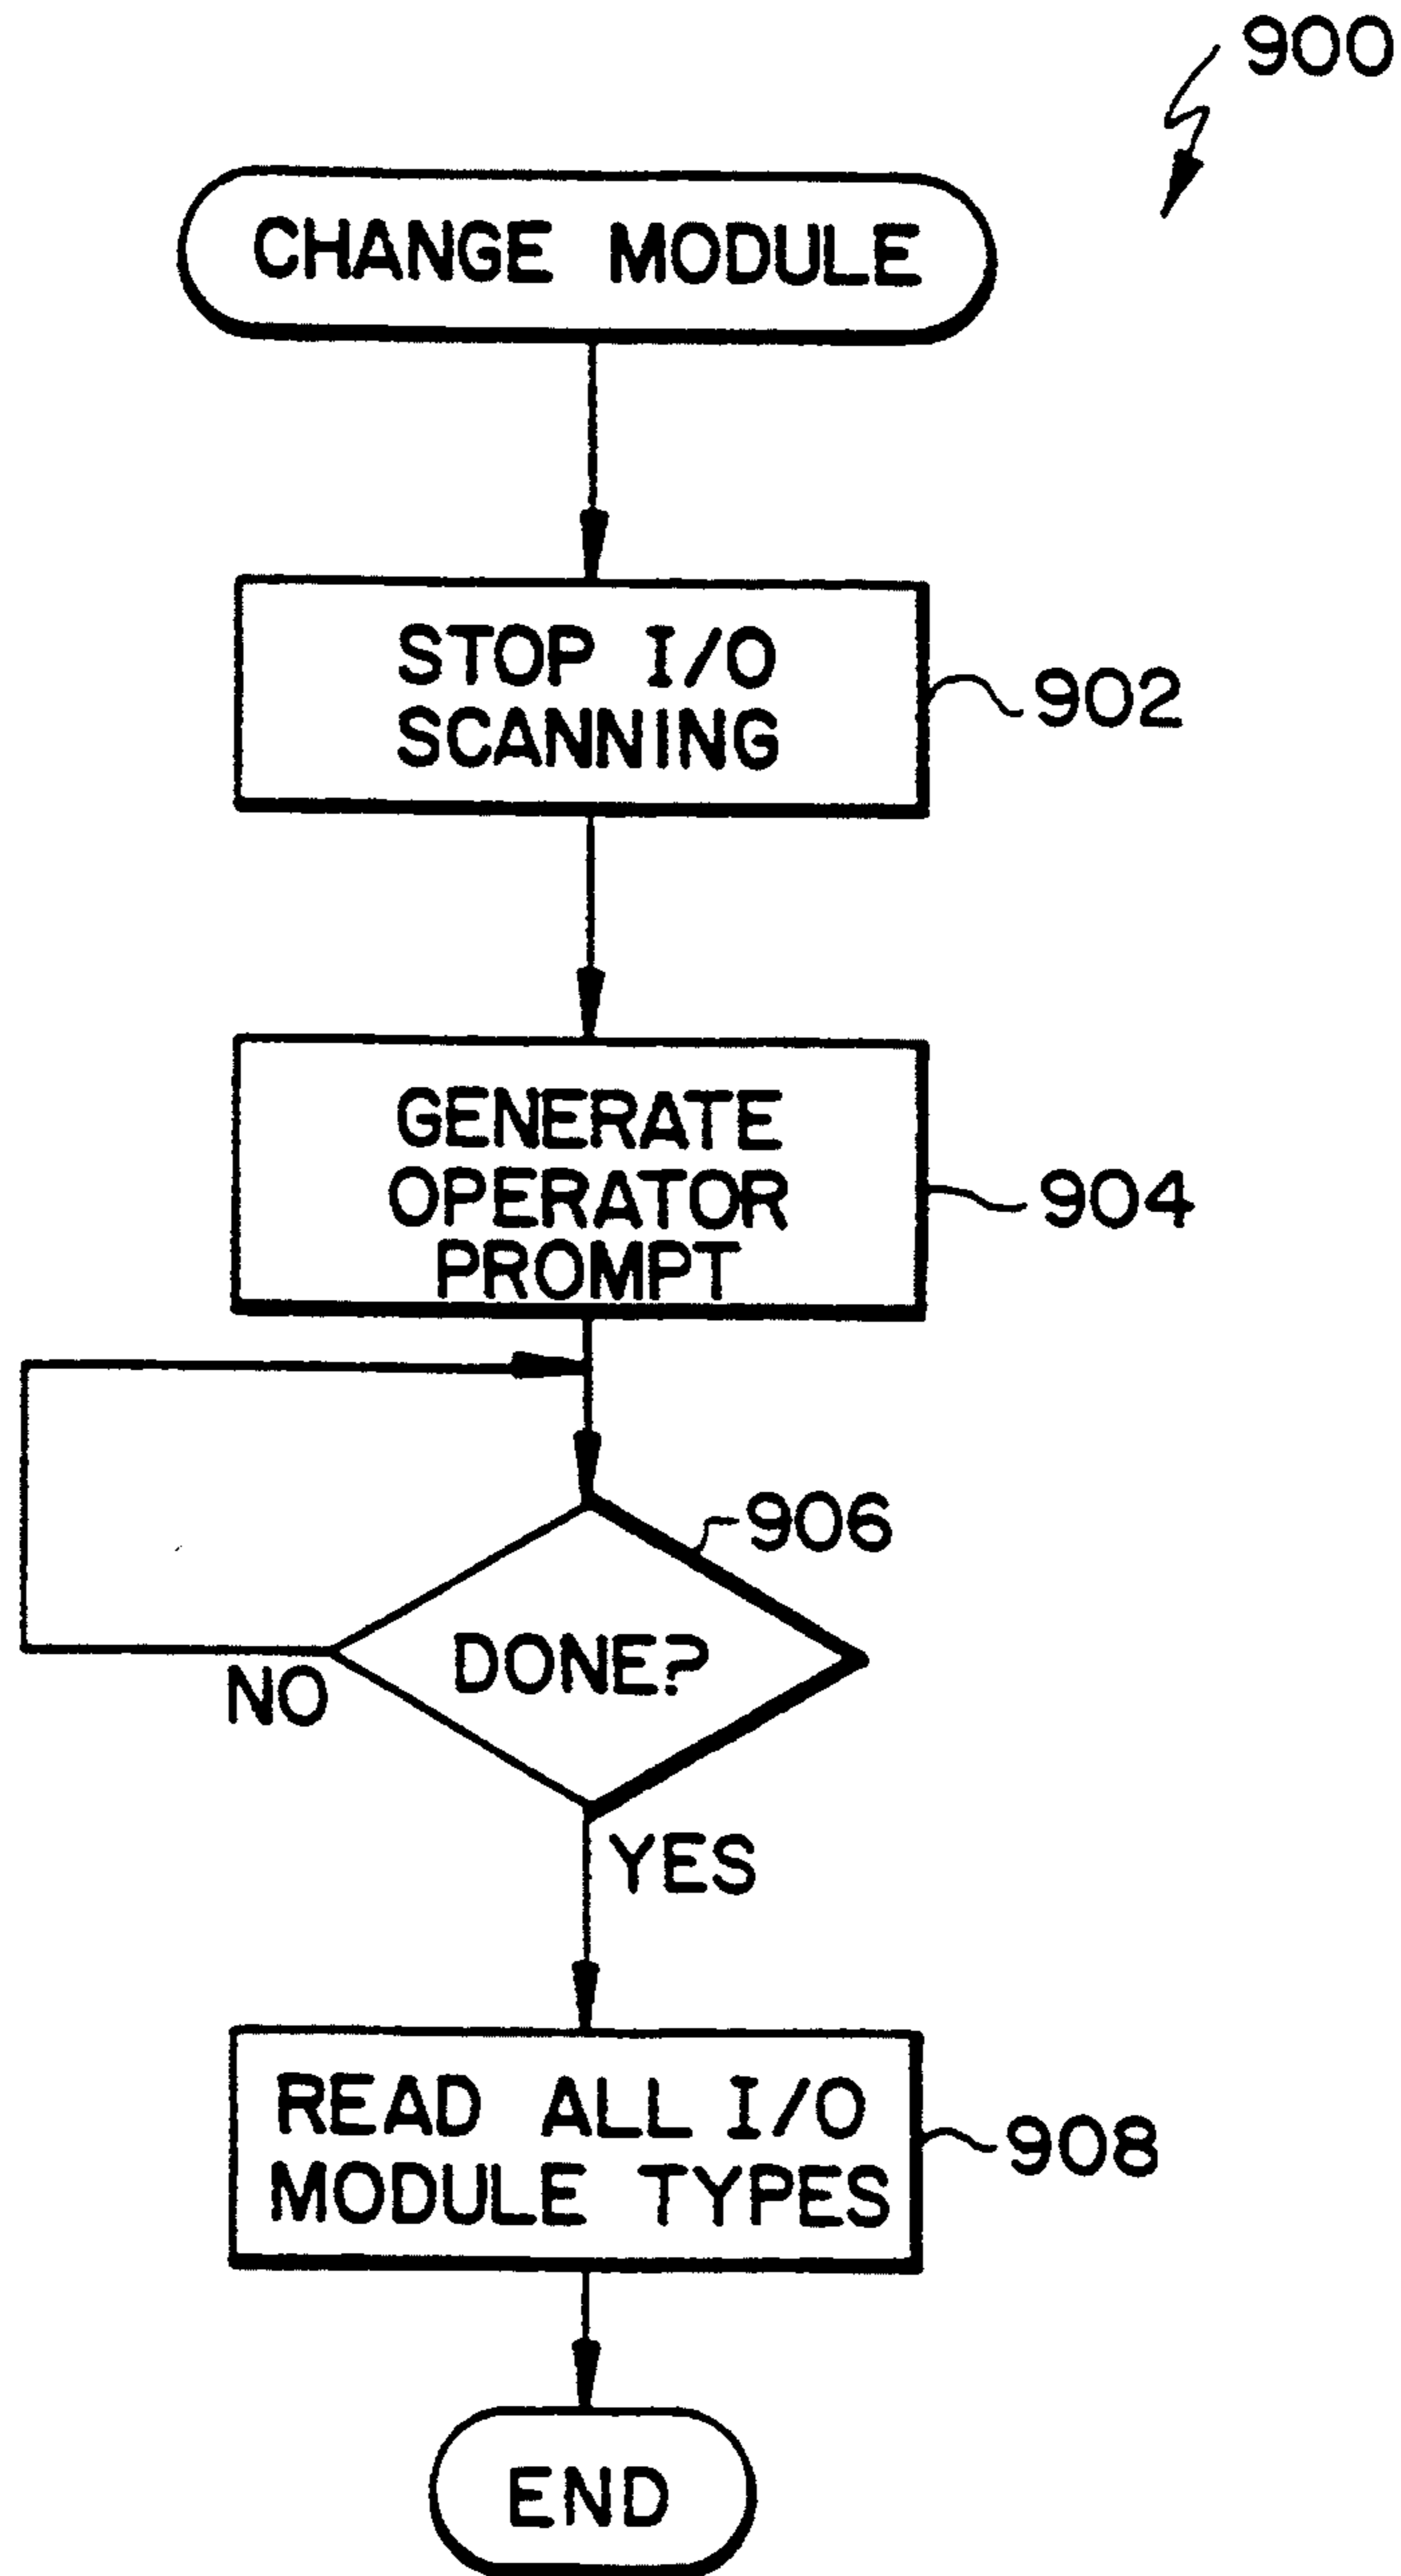 900
CHANGE MODULE
STOP I/O
SCANNING
902
GENERATE
OPERATOR
PROMPT
904
906
DONE?
NO
YES
READ ALL I/O
MODULE TYPES
908
END